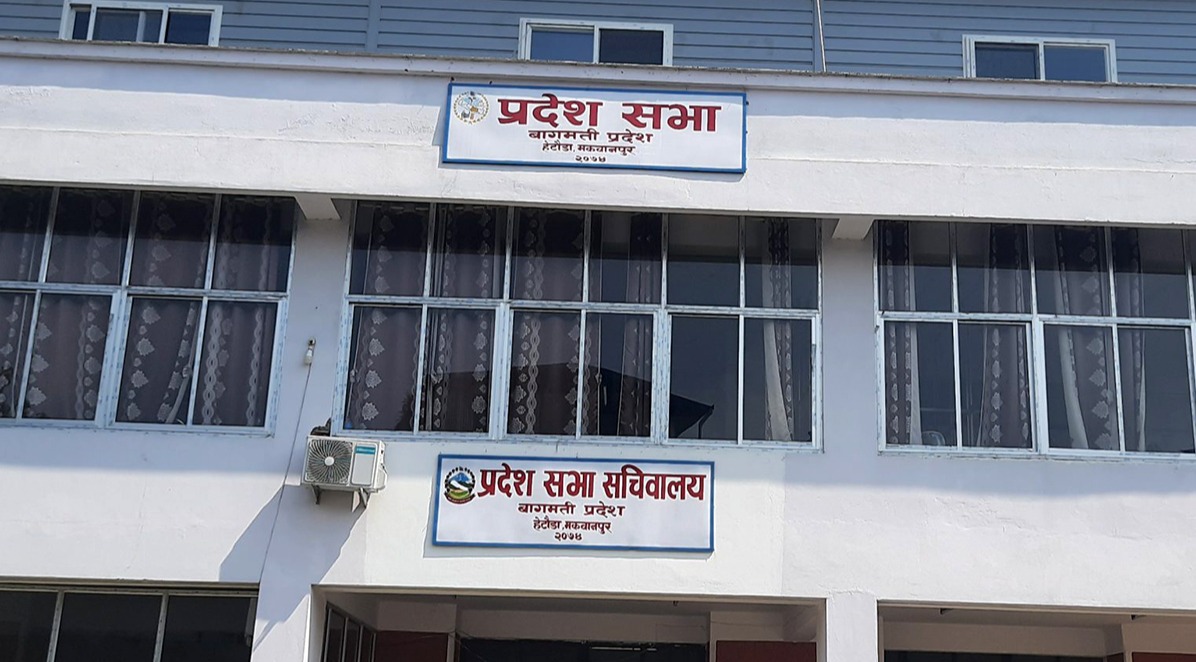 प्रदेश सभा
बागमती प्रदेश
हेटौंडा, मकवानपुर
२०७४
प्रदेश सभा सचिवालय
बागमती प्रदेश
हेटौडा, मकवानपुर
२०७४